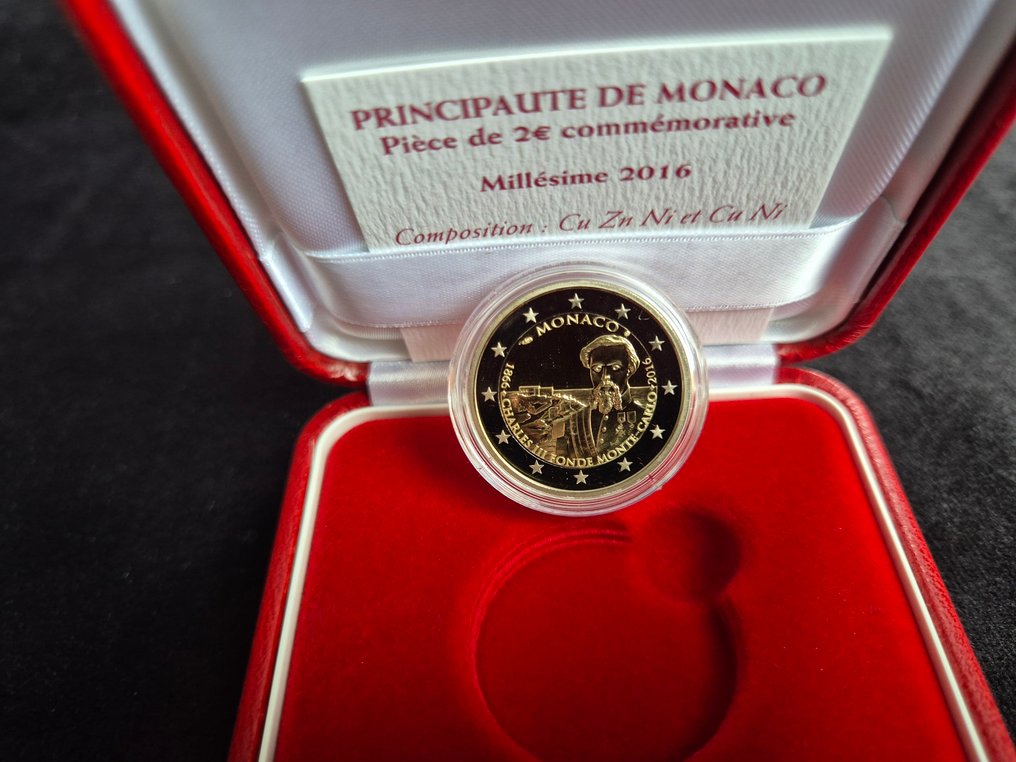 PRINCIPAUTE DE MONACO
Pièce de 2€ commémorative
Millésime 2016
Composition : Cu Zn Ni et Cu Ni
MONACO
1866 - CHARLES III FONDE MONTE-CARLO - 2016